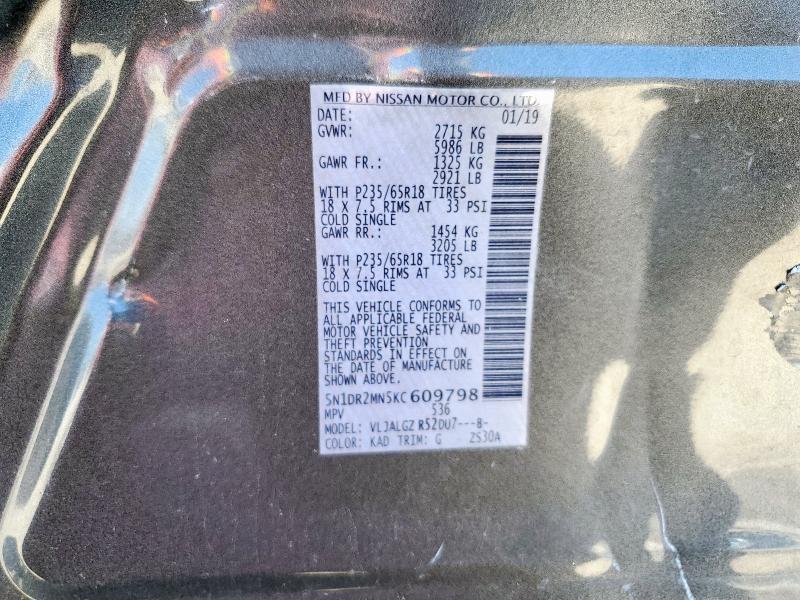 MFD BY NISSAN MOTOR CO., LTD.
DATE: 01/19
GVWR: 2715 KG
5986 LB
GAWR FR.: 1325 KG
2921 LB
WITH P235/65R18 TIRES
18 X 7.5 RIMS AT 33 PSI
COLD SINGLE
GAWR RR.: 1454 KG
3205 LB
WITH P235/65R18 TIRES
18 X 7.5 RIMS AT 33 PSI
COLD SINGLE
THIS VEHICLE CONFORMS TO
ALL APPLICABLE FEDERAL
MOTOR VEHICLE SAFETY AND
THEFT PREVENTION
STANDARDS IN EFFECT ON
THE DATE OF MANUFACTURE
SHOWN ABOVE.
5N1DR2MN5KC609798
MPV 536
MODEL: VLJALGZ R52DU7---B-
COLOR: KAD TRIM: G ZS30A